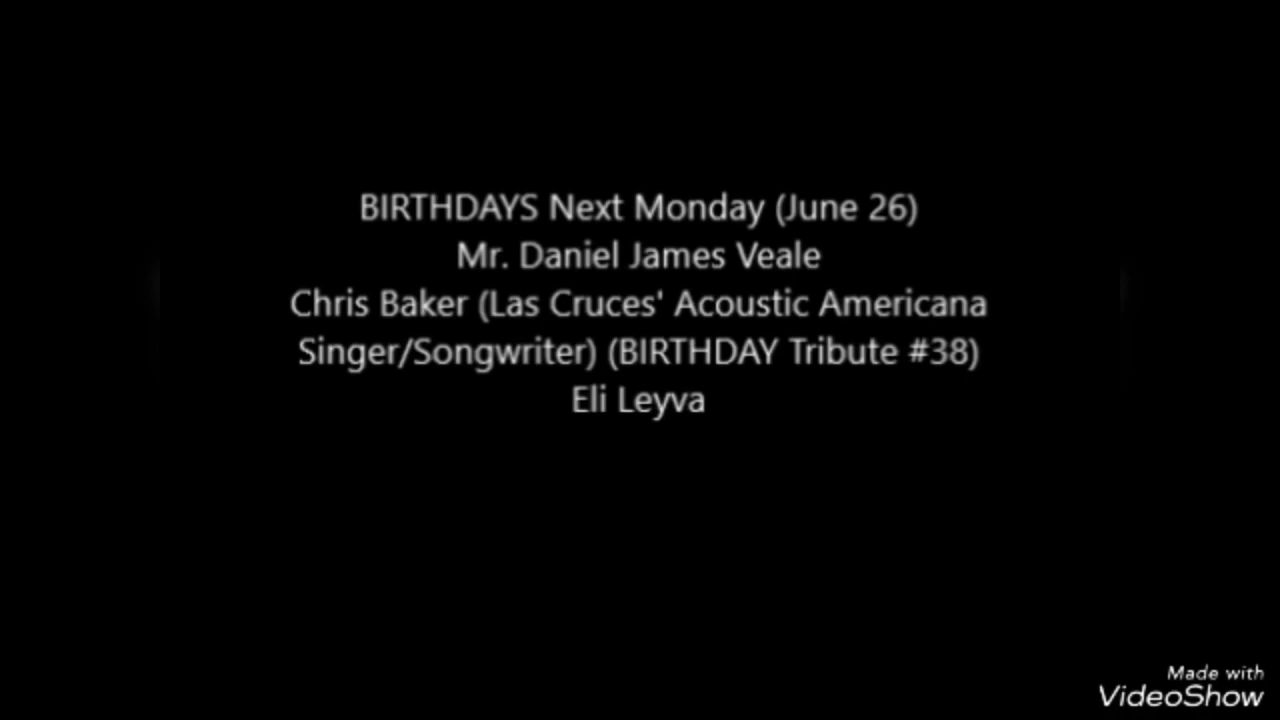 BIRTHDAYS Next Monday (June 26)
Mr. Daniel James Veale
Chris Baker (Las Cruces' Acoustic Americana
Singer/Songwriter) (BIRTHDAY Tribute #38)
Eli Leyva
Made with
VideoShow